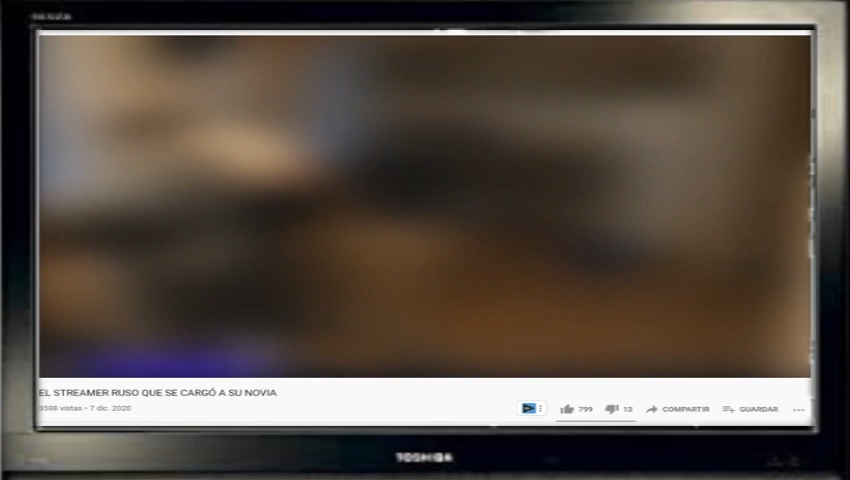 EL STREAMER RUSO QUE SE CARGÓ A SU NOVIA
3598 vistas • 7 dic. 2020
799
13
COMPARTIR
GUARDAR
TOSHIBA